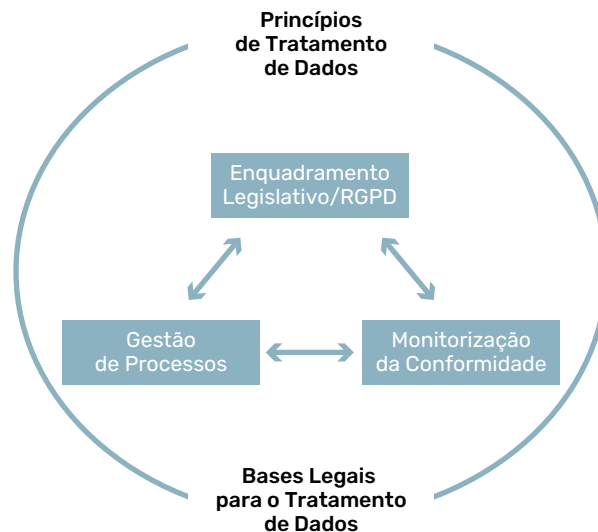 Princípios
de Tratamento
de Dados
Enquadramento
Legislativo/RGPD
Gestão
de Processos
Monitorização
da Conformidade
Bases Legais
para o Tratamento
de Dados